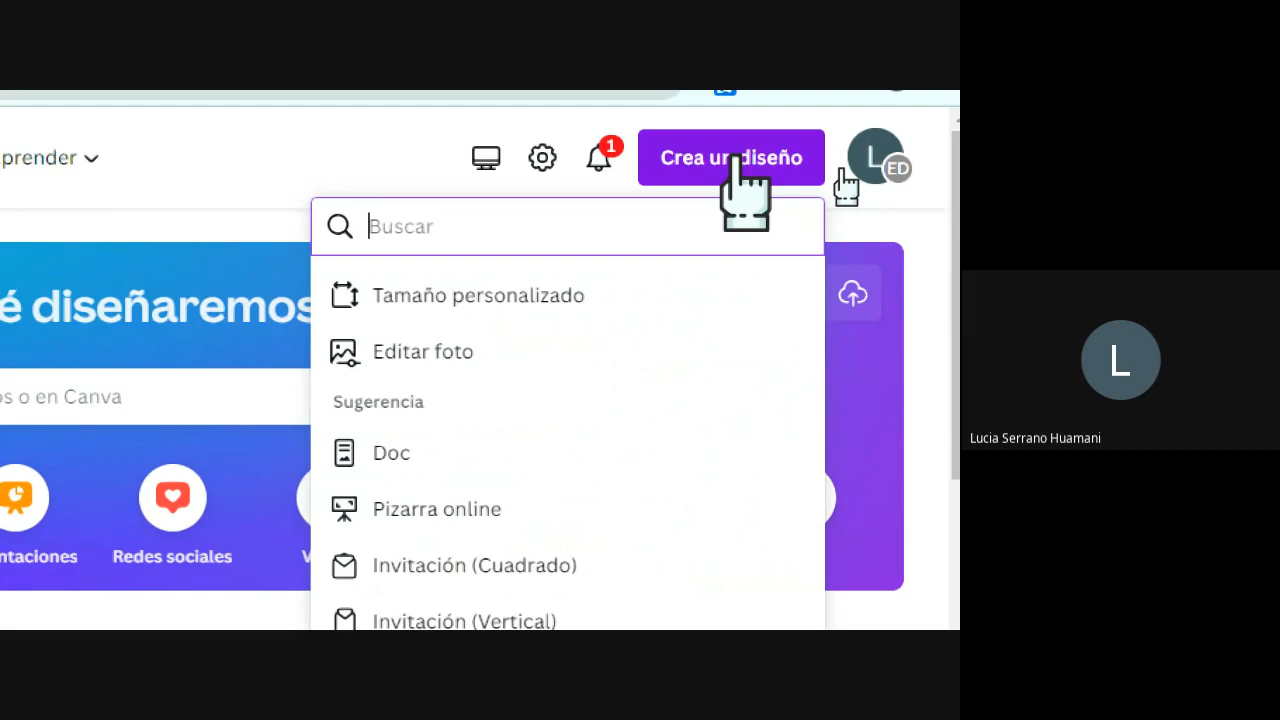 prender
1
Crea un diseño
L
ED
Buscar
é diseñaremos
Tamaño personalizado
Editar foto
s o en Canva
Sugerencia
Doc
Pizarra online
ntaciones
Redes sociales
V
Invitación (Cuadrado)
Invitación (Vertical)
L
Lucia Serrano Huamani